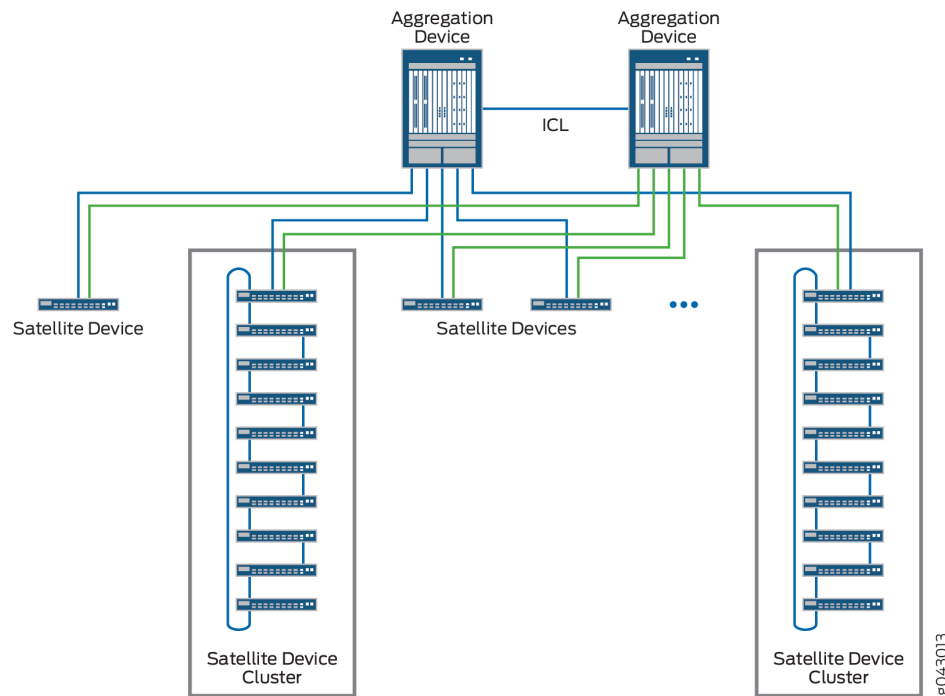 Aggregation
Device
Aggregation
Device
ICL
Satellite Device
Satellite Devices
Satellite Device
Cluster
Satellite Device
Cluster
g043013